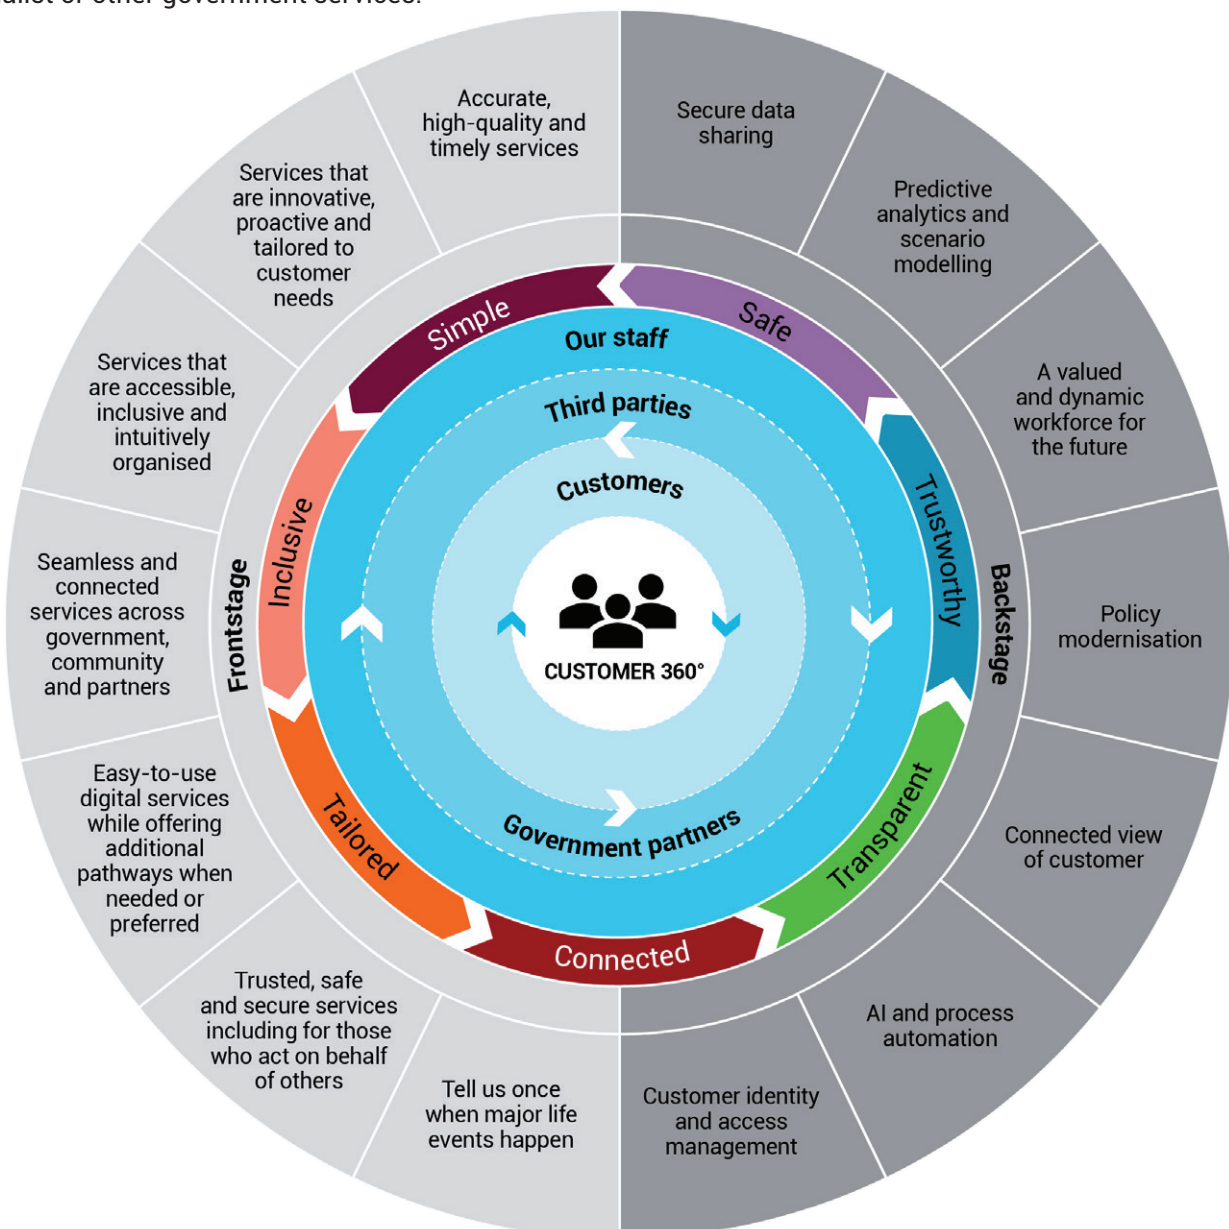 or other government services.
Accurate,
high-quality and
timely services
Secure data
sharing
Services that
are innovative,
proactive and
tailored to
customer
needs
Predictive
analytics and
scenario
modelling
Services that
are accessible,
inclusive and
intuitively
organised
A valued
and dynamic
workforce for
the future
Seamless and
connected
services across
government,
community
and partners
Policy
modernisation
Easy-to-use
digital services
while offering
additional
pathways when
needed or
preferred
Connected view
of customer
Trusted, safe
and secure services
including for those
who act on behalf
of others
AI and process
automation
Tell us once
when major life
events happen
Customer identity
and access
management
Frontstage
Backstage
Simple
Safe
Inclusive
Trustworthy
Tailored
Transparent
Connected
Our staff
Third parties
Customers
CUSTOMER 360°
Government partners